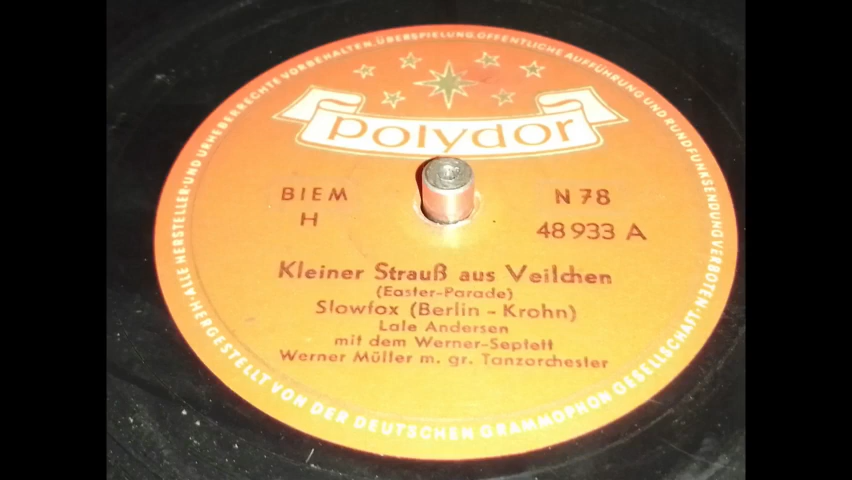 ALLE HERSTELLER-UND URHEBERRECHTE VORBEHALTEN.ÜBERSPIELUNG.ÖFFENTLICHE AUFFÜHRUNG UND RUNDFUNKSENDUNG VERBOTEN.
polydor
BIEM N 78
H 48933 A
Kleiner Strauß aus Veilchen
(Easter-Parade)
Slowfox (Berlin - Krohn)
Lale Andersen
mit dem Werner-Septett
Werner Müller m. gr. Tanzorchester
HERGESTELLT VON DER DEUTSCHEN GRAMMOPHON GESELLSCHAFT